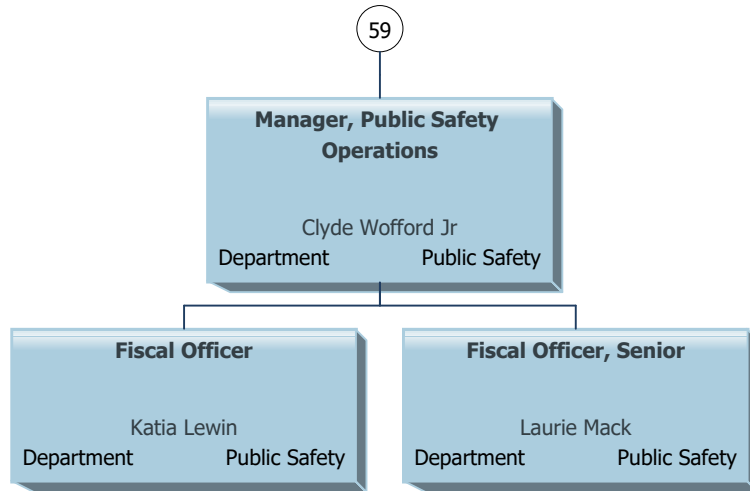 59
Manager, Public Safety
Operations
Clyde Wofford Jr
Department Public Safety
Fiscal Officer
Katia Lewin
Department Public Safety
Fiscal Officer, Senior
Laurie Mack
Department Public Safety